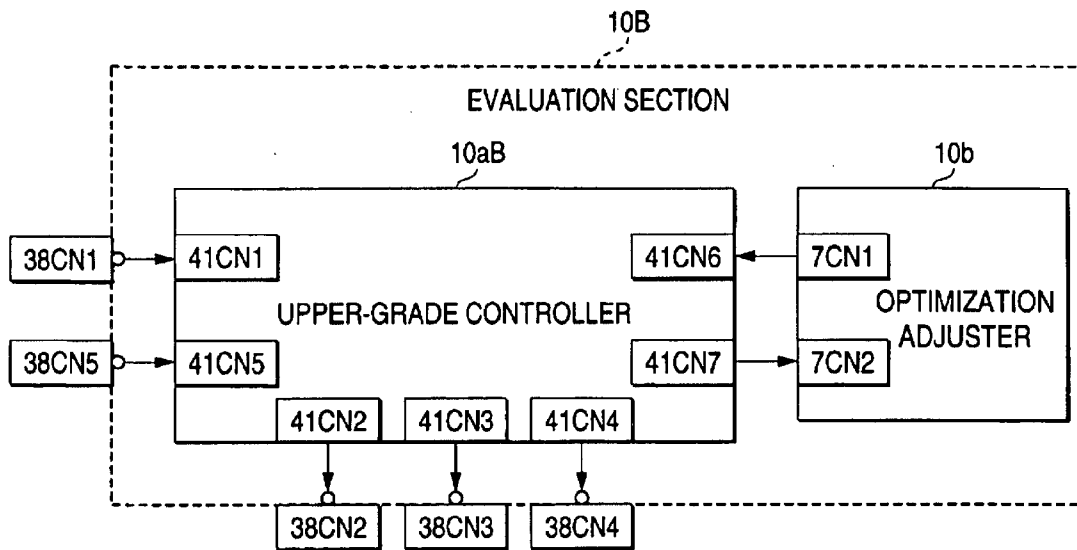 10B
EVALUATION SECTION
10aB
10b
38CN1
41CN1
41CN6
7CN1
UPPER-GRADE CONTROLLER
OPTIMIZATION
ADJUSTER
38CN5
41CN5
41CN7
7CN2
41CN2
41CN3
41CN4
38CN2
38CN3
38CN4